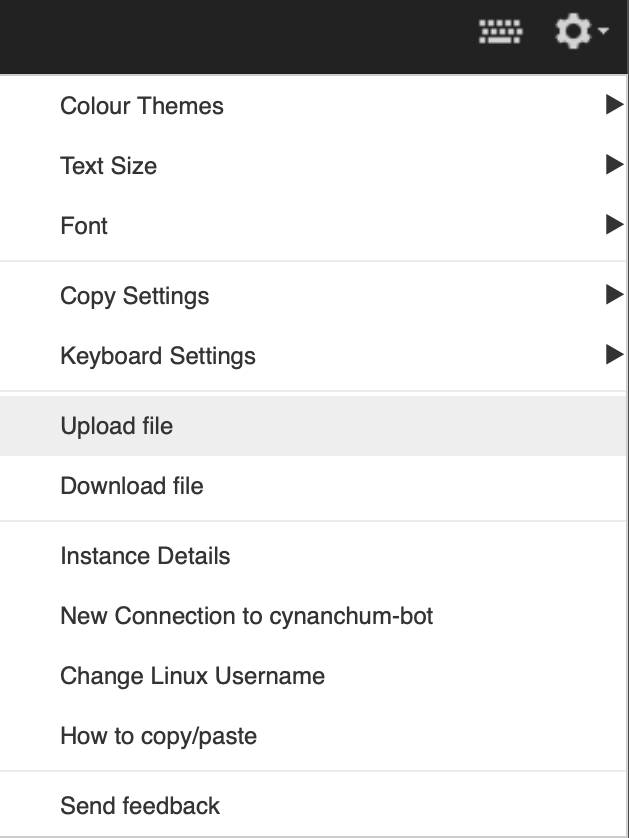 Colour Themes
Text Size
Font
Copy Settings
Keyboard Settings
Upload file
Download file
Instance Details
New Connection to cynanchum-bot
Change Linux Username
How to copy/paste
Send feedback